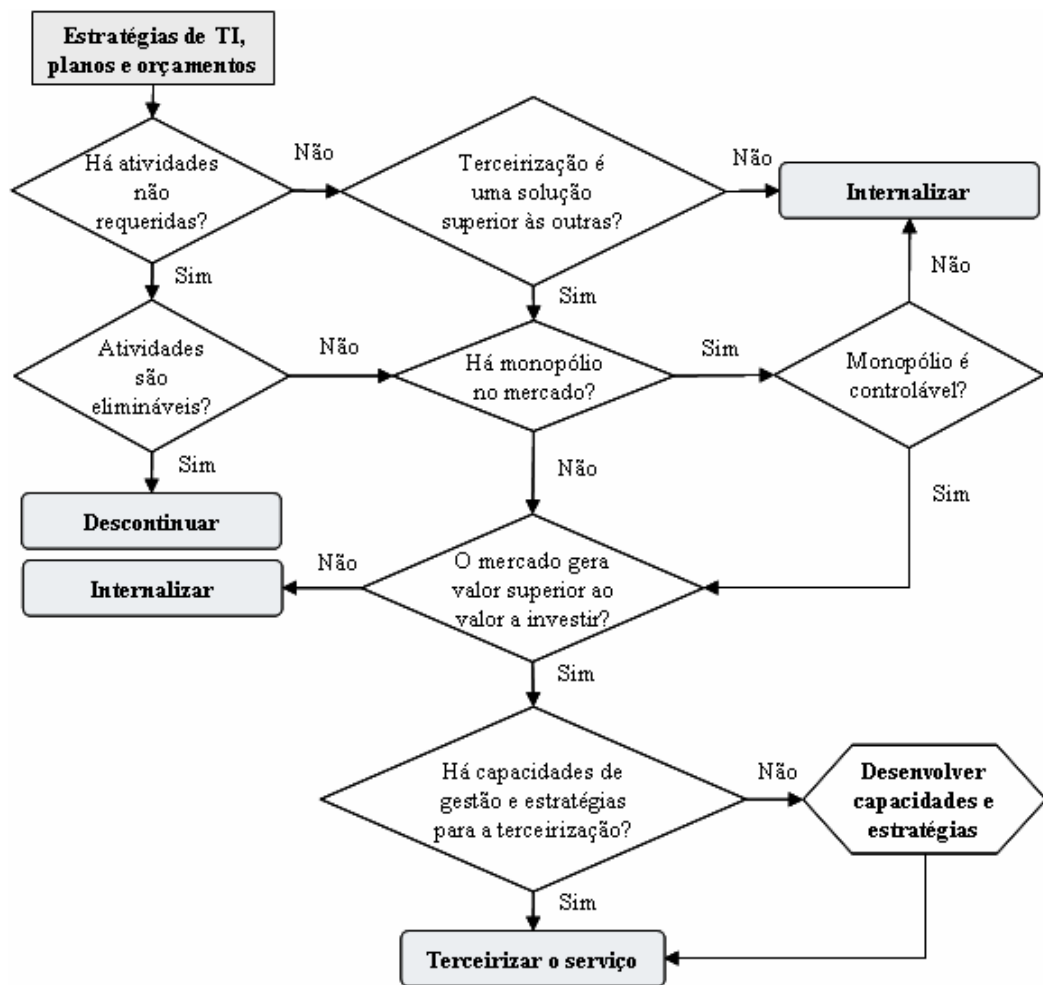 Estratégias de TI,
planos e orçamentos
Há atividades
não
requeridas?
Não
Terceirização é
uma solução
superior às outras?
Não
Internalizar
Sim
Sim
Não
Atividades
são
elimináveis?
Não
Há monopólio
no mercado?
Sim
Monopólio é
controlável?
Sim
Não
Sim
Descontinuar
Internalizar
Não
O mercado gera
valor superior ao
valor a investir?
Sim
Há capacidades de
gestão e estratégias
para a terceirização?
Não
Desenvolver
capacidades e
estratégias
Sim
Terceirizar o serviço